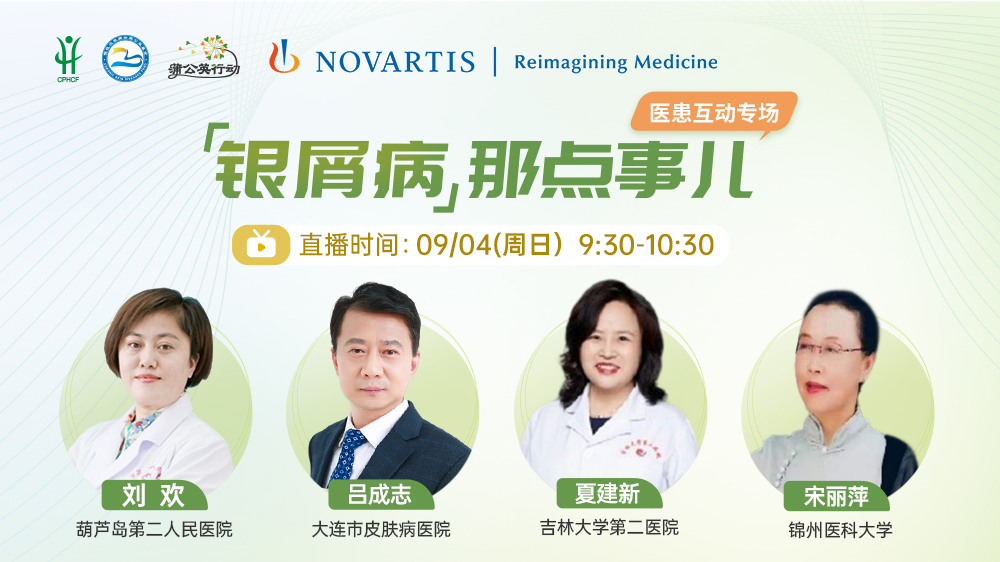 CPHCF
蒲公英行动
NOVARTIS | Reimagining Medicine
医患互动专场
「银屑病」那点事儿
直播时间：09/04(周日） 9:30-10:30
刘 欢
吕成志
夏建新
宋丽萍
葫芦岛第二人民医院
大连市皮肤病医院
吉林大学第二医院
锦州医科大学